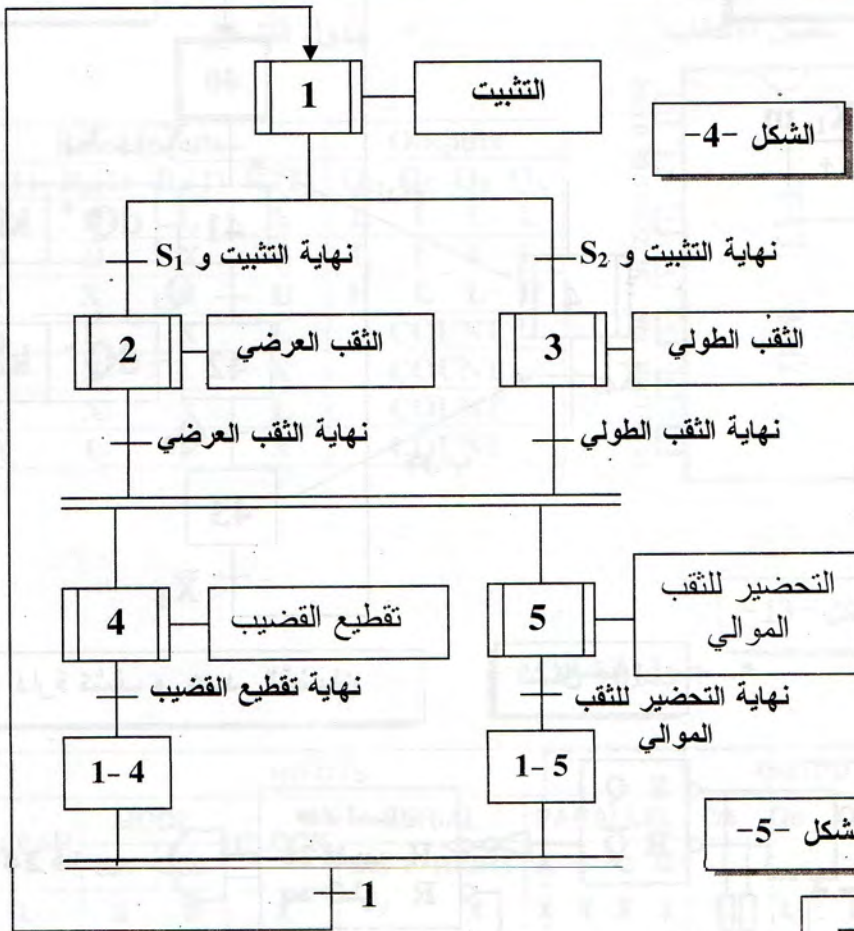 1
التثبيت
الشكل -4-
نهاية التثبيت و S1
نهاية التثبيت و S2
2
الثقب العرضي
3
الثقب الطولي
نهاية الثقب العرضي
نهاية الثقب الطولي
4
تقطيع القضيب
5
التحضير للثقب
الموالي
نهاية تقطيع القضيب
نهاية التحضير للثقب
الموالي
1-4
1-5
شكل -5-
1